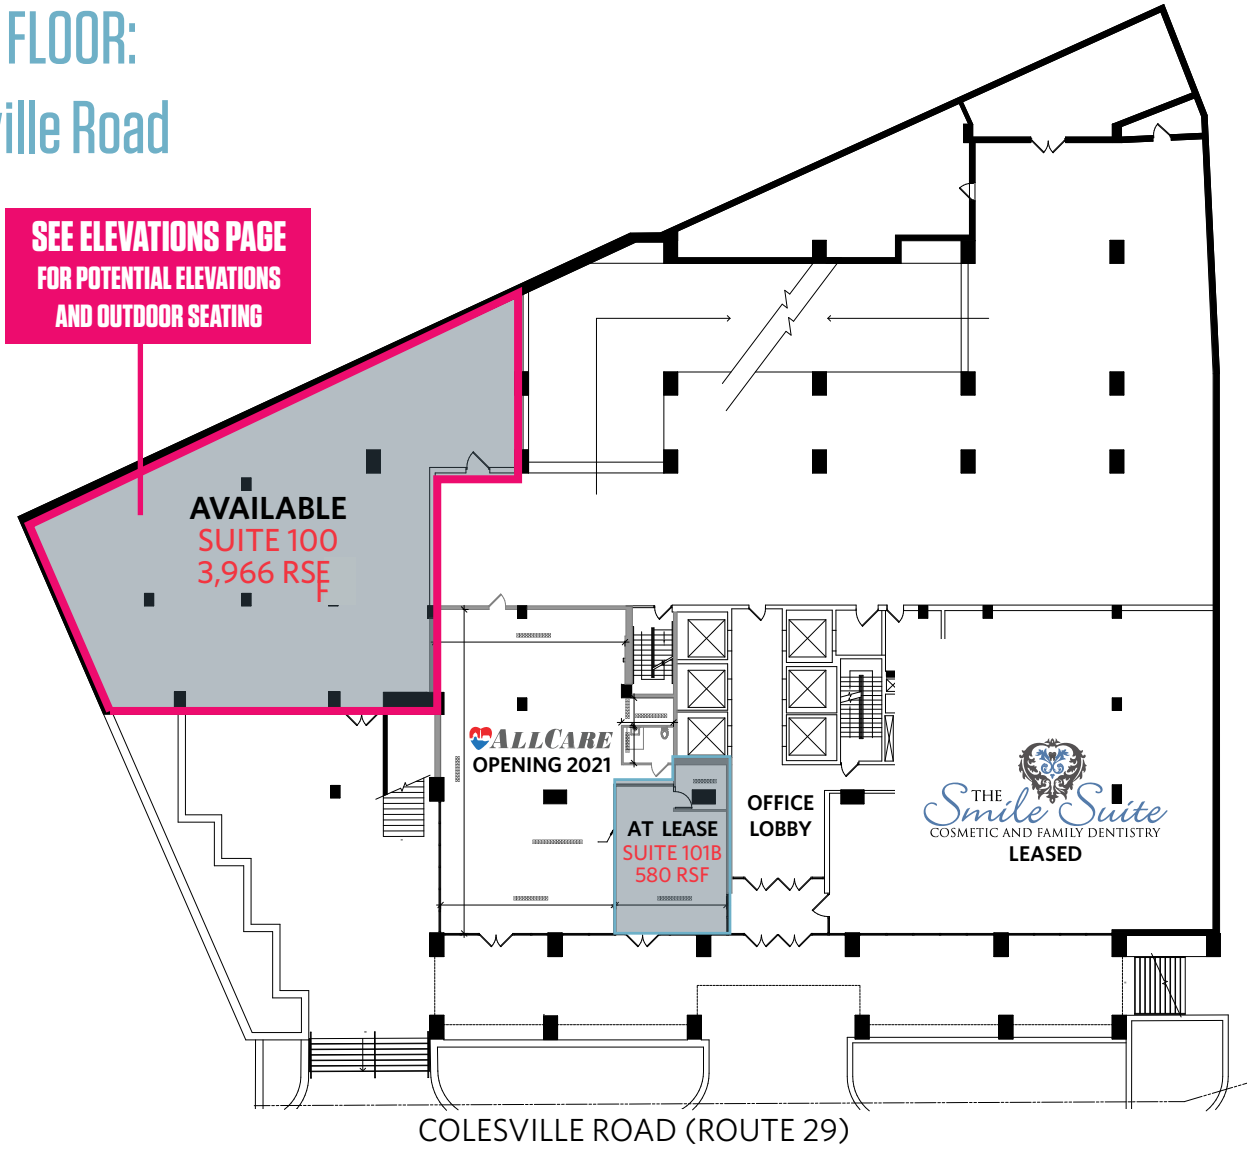 FLOOR:
ville Road
SEE ELEVATIONS PAGE
FOR POTENTIAL ELEVATIONS
AND OUTDOOR SEATING
AVAILABLE
SUITE 100
3,966 RSF
F
ALLCARE
OPENING 2021
AT LEASE
SUITE 101B
580 RSF
OFFICE
LOBBY
THE
Smile Suite
COSMETIC AND FAMILY DENTISTRY
LEASED
COLESVILLE ROAD (ROUTE 29)